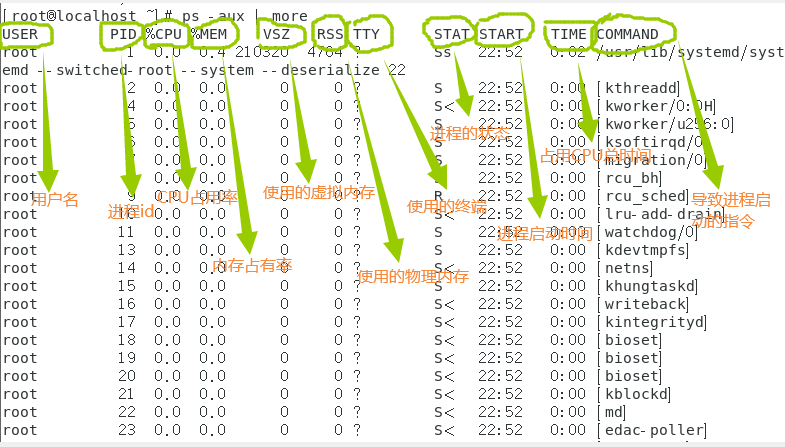 [root@localhost ~]# ps -aux | more
USER PID %CPU %MEM VSZ RSS TTY STAT START TIME COMMAND
root 1 0.0 0.4 210320 4784 ? Ss 22:52 0:02 /usr/lib/systemd/syst
emd --switched-root --system --deserialize 22
root 2 0.0 0.0 0 0 ? S 22:52 0:00 [kthreadd]
root 4 0.0 0.0 0 0 ? S< 22:52 0:00 [kworker/0:0H]
root 0.0 0.0 0 0 ? S 22:52 0:00 [kworker/u256:0]
进程的状态
root 6 0.0 0.0 0 0 ? S 22:52 0:00 [ksoftirqd/0]
占用CPU总时间
root 7 0.0 0.0 0 0 ? S 22:52 0:00 [migration/0]
root 0.0 0.0 0 0 ? S 22:52 0:00 [rcu_bh]
用户名
CPU占用率
使用的虚拟内存
root 9 0.0 0.0 0 0 ? R 22:52 0:00 [rcu_sched]
导致进程启
动的指令
进程id
使用的终端
root 10 0.0 0.0 0 0 ? S< 22:52 0:00 [lru-add-drain]
进程启动时间
root 11 0.0 0.0 0 0 ? S 22:52 0:00 [watchdog/0]
root 13 0.0 0.0 0 0 ? S 22:52 0:00 [kdevtmpfs]
内存占有率
使用的物理内存
root 14 0.0 0.0 0 0 ? S< 22:52 0:00 [netns]
root 15 0.0 0.0 0 0 ? S 22:52 0:00 [khungtaskd]
root 16 0.0 0.0 0 0 ? S< 22:52 0:00 [writeback]
root 17 0.0 0.0 0 0 ? S< 22:52 0:00 [kintegrityd]
root 18 0.0 0.0 0 0 ? S< 22:52 0:00 [bioset]
root 19 0.0 0.0 0 0 ? S< 22:52 0:00 [bioset]
root 20 0.0 0.0 0 0 ? S< 22:52 0:00 [bioset]
root 21 0.0 0.0 0 0 ? S< 22:52 0:00 [kblockd]
root 22 0.0 0.0 0 0 ? S< 22:52 0:00 [md]
root 23 0.0 0.0 0 0 ? S< 22:52 0:00 [edac-poller]